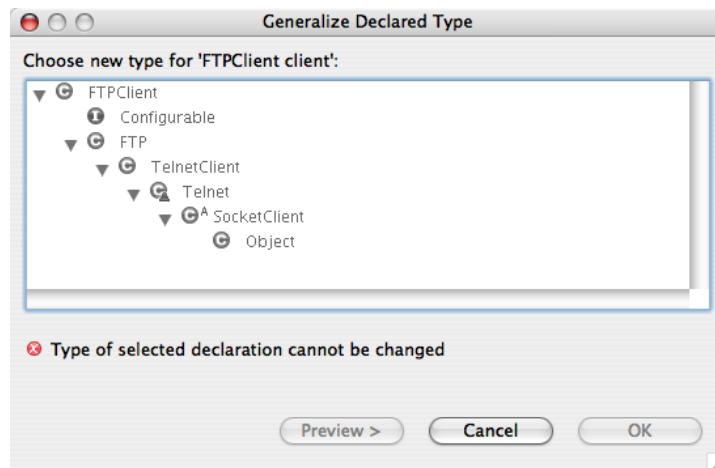 Generalize Declared Type
Choose new type for 'FTPClient client':
C FTPClient
I Configurable
C FTP
C TelnetClient
C Telnet
C A SocketClient
C Object
Type of selected declaration cannot be changed
Preview > Cancel OK